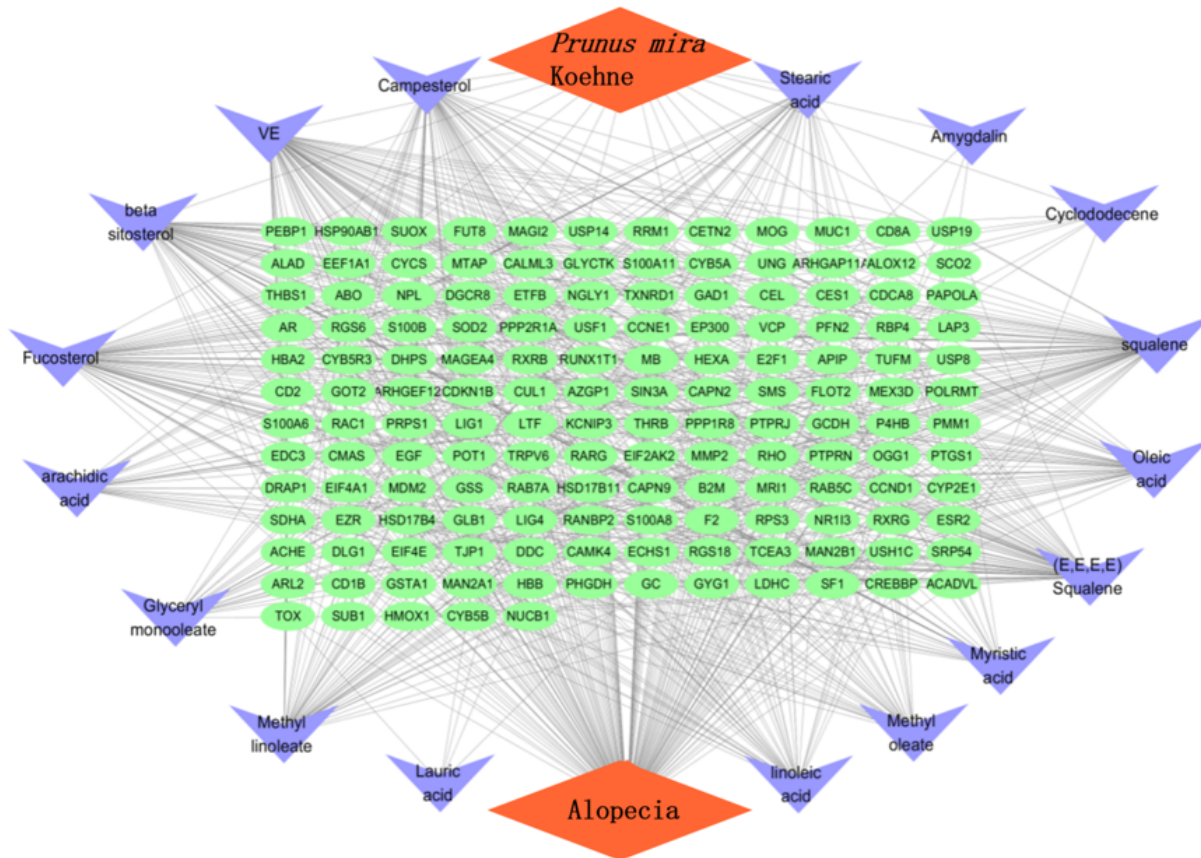 Prunus mira
Koehne
Campesterol
Stearic
acid
VE
Amygdalin
beta
sitosterol
Cyclododecene
PEBP1 HSP90AB1 SUOX FUT8 MAGI2 USP14 RRM1 CETN2 MOG MUC1 CD8A USP19
ALAD EEF1A1 CYCS MTAP CALML3 GLYCTK S100A11 CYB5A UNG ARHGAP11A ALOX12 SCO2
THBS1 ABO NPL DGCR8 ETFB NGLY1 TXNRD1 GAD1 CEL CES1 CDCA8 PAPOLA
AR RGS6 S100B SOD2 PPP2R1A USF1 CCNE1 EP300 VCP PFN2 RBP4 LAP3
Fucosterol
squalene
HBA2 CYB5R3 DHPS MAGEA4 RXRB RUNX1T1 MB HEXA E2F1 APIP TUFM USP8
CD2 GOT2 ARHGEF12 CDKN1B CUL1 AZGP1 SIN3A CAPN2 SMS FLOT2 MEX3D POLRMT
S100A6 RAC1 PRPS1 LIG1 LTF KCNIP3 THRB PPP1R8 PTPRJ GCDH P4HB PMM1
EDC3 CMAS EGF POT1 TRPV6 RARG EIF2AK2 MMP2 RHO PTPRN OGG1 PTGS1
arachidic
acid
Oleic
acid
DRAP1 EIF4A1 MDM2 GSS RAB7A HSD17B11 CAPN9 B2M MRI1 RAB5C CCND1 CYP2E1
SDHA EZR HSD17B4 GLB1 LIG4 RANBP2 S100A8 F2 RPS3 NR1I3 RXRG ESR2
ACHE DLG1 EIF4E TJP1 DDC CAMK4 ECHS1 RGS18 TCEA3 MAN2B1 USH1C SRP54
(E,E,E,E)
Squalene
ARL2 CD1B GSTA1 MAN2A1 HBB PHGDH GC GYG1 LDHC SF1 CREBBP ACADVL
TOX SUB1 HMOX1 CYB5B NUCB1
Glyceryl
monooleate
Myristic
acid
Methyl
linoleate
Methyl
oleate
Lauric
acid
linoleic
acid
Alopecia